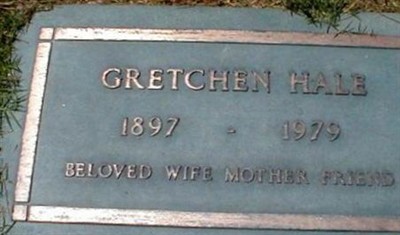 GRETCHEN HALE
1897 - 1979
BELOVED WIFE MOTHER FRIEND